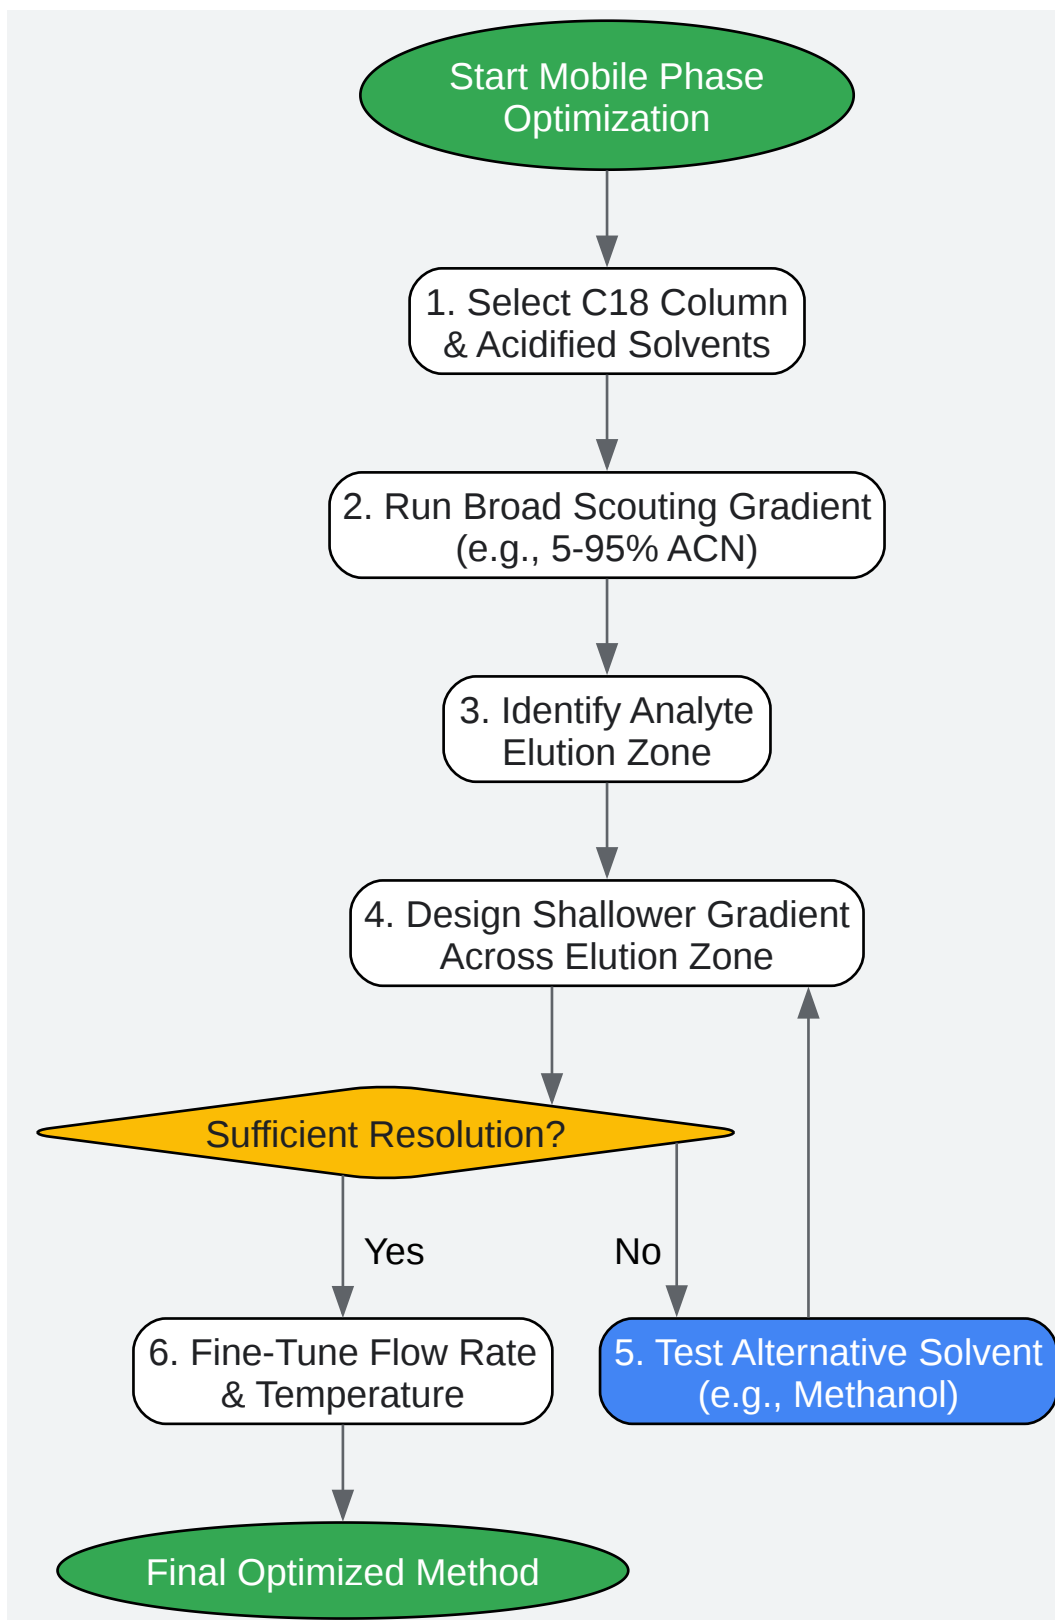 Start Mobile Phase
Optimization
1. Select C18 Column
& Acidified Solvents
2. Run Broad Scouting Gradient
(e.g., 5-95% ACN)
3. Identify Analyte
Elution Zone
4. Design Shallower Gradient
Across Elution Zone
Sufficient Resolution?
Yes
No
6. Fine-Tune Flow Rate
& Temperature
5. Test Alternative Solvent
(e.g., Methanol)
Final Optimized Method